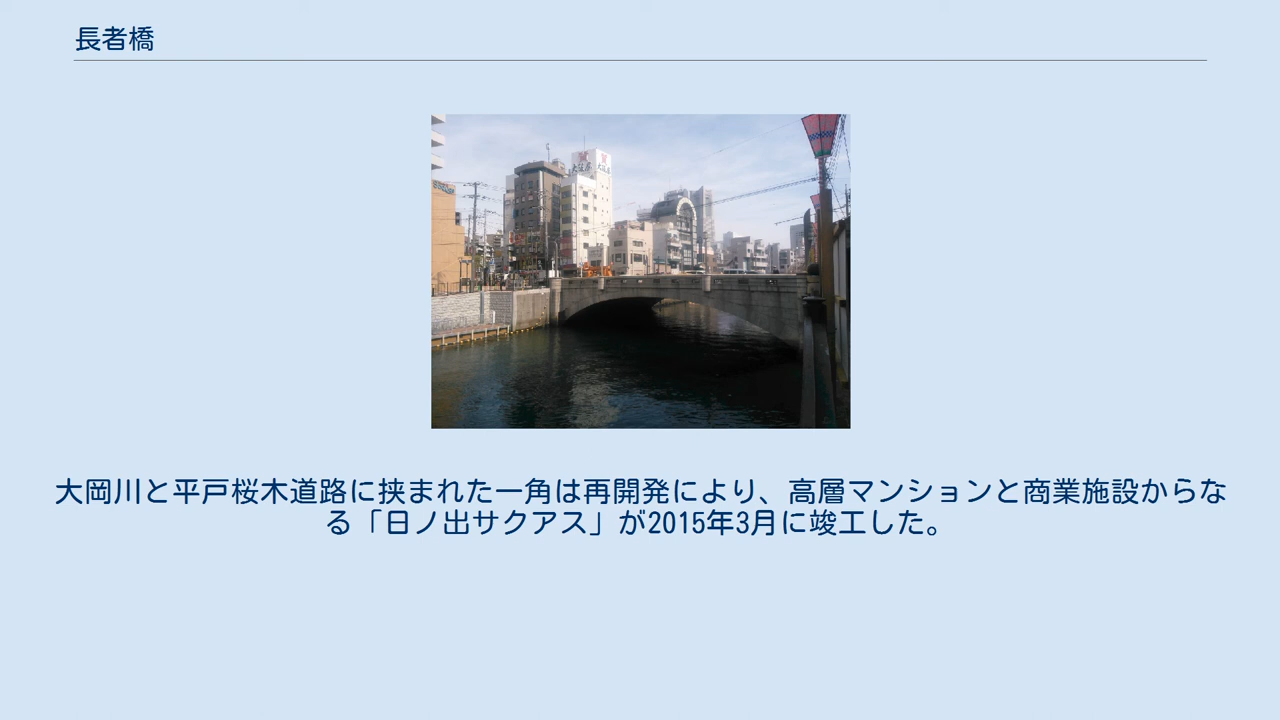 長者橋
大岡川と平戸桜木道路に挟まれた一角は再開発により、高層マンションと商業施設からな
る「日ノ出サクアス」が2015年3月に竣工した。